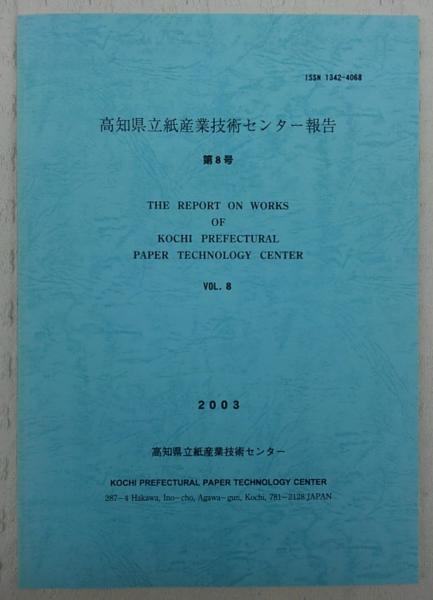 ISSN 1342-4068
高知県立紙産業技術センター報告
第8号
THE REPORT ON WORKS
OF
KOCHI PREFECTURAL
PAPER TECHNOLOGY CENTER
VOL. 8
2003
高知県立紙産業技術センター
KOCHI PREFECTURAL PAPER TECHNOLOGY CENTER
287-4 Hakawa, Ino-cho, Agawa-gun, Kochi, 781-2128 JAPAN